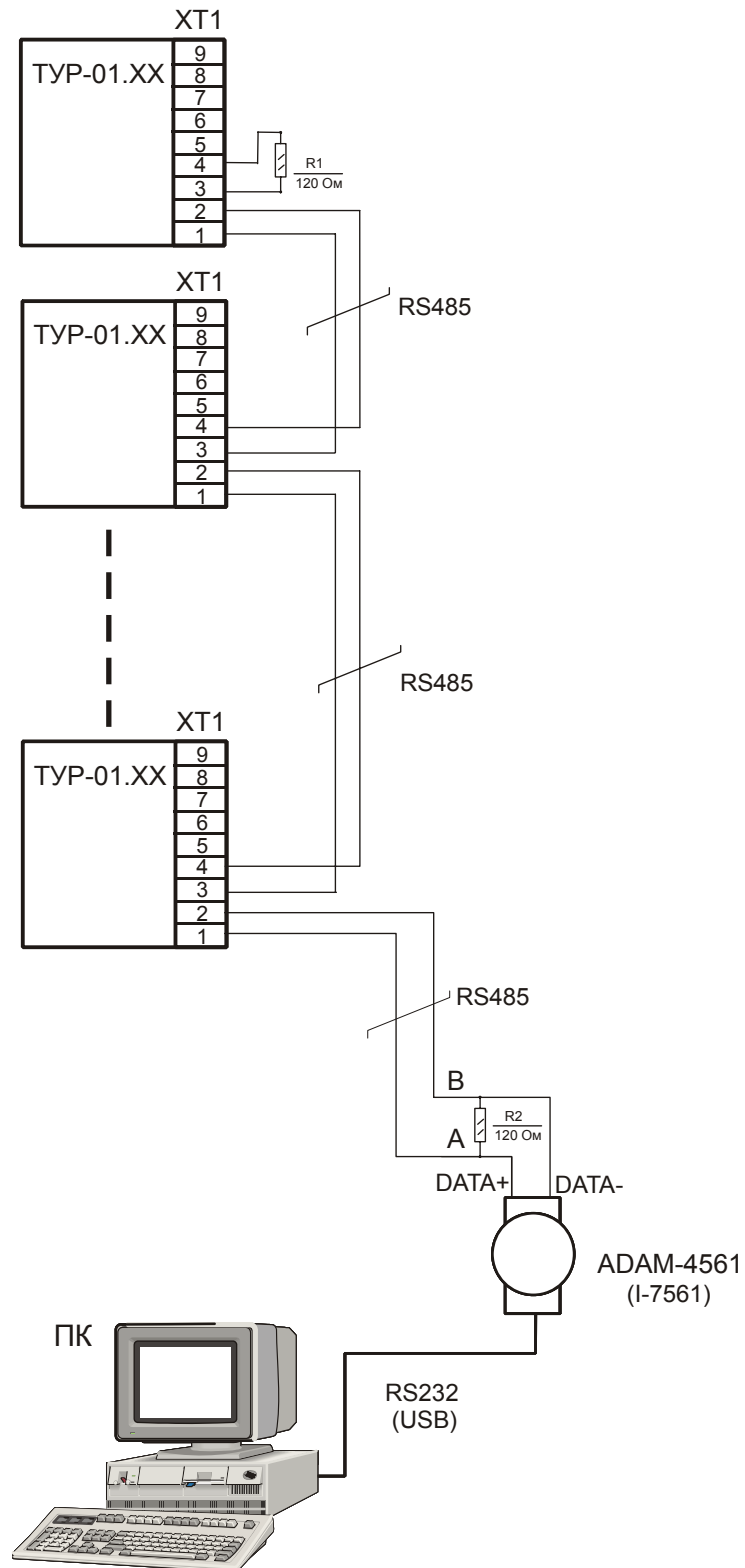 XT1
ТУР-01.XX
9
8
7
6
5
4
3
2
1
R1
120 Ом
RS485
XT1
ТУР-01.XX
9
8
7
6
5
4
3
2
1
RS485
XT1
ТУР-01.XX
9
8
7
6
5
4
3
2
1
RS485
B
R2
120 Ом
A
DATA+ DATA-
ADAM-4561
(I-7561)
ПК
RS232
(USB)